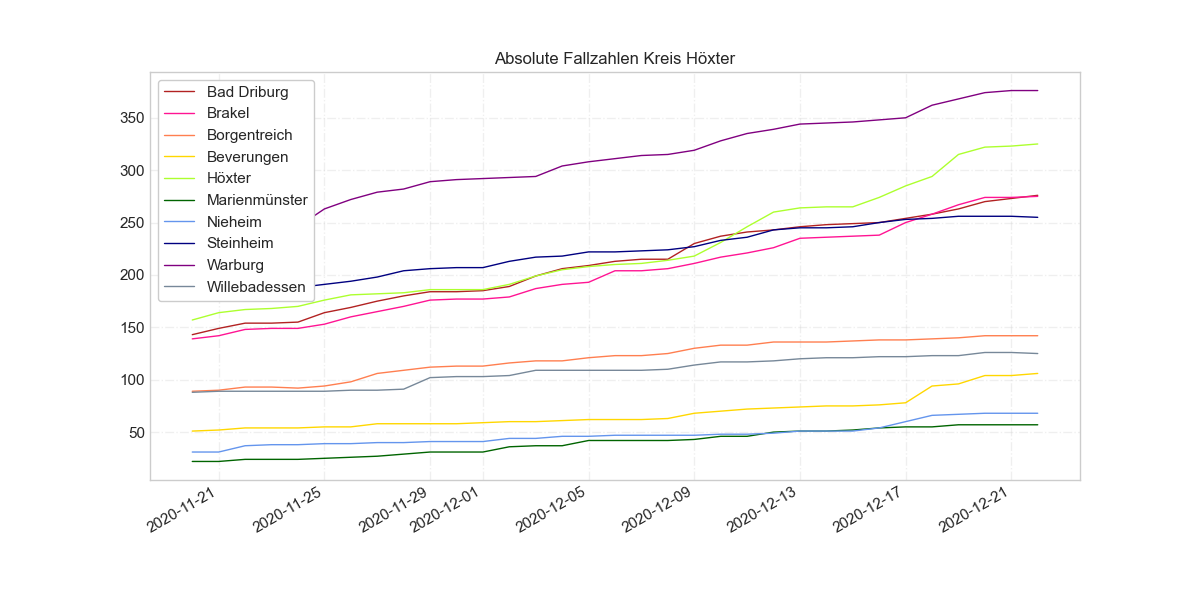 Absolute Fallzahlen Kreis Höxter
Bad Driburg
Brakel
Borgentreich
Beverungen
Höxter
Marienmünster
Nieheim
Steinheim
Warburg
Willebadessen
350
300
250
200
150
100
50
2020-11-21
2020-11-25
2020-11-29
2020-12-01
2020-12-05
2020-12-09
2020-12-13
2020-12-17
2020-12-21